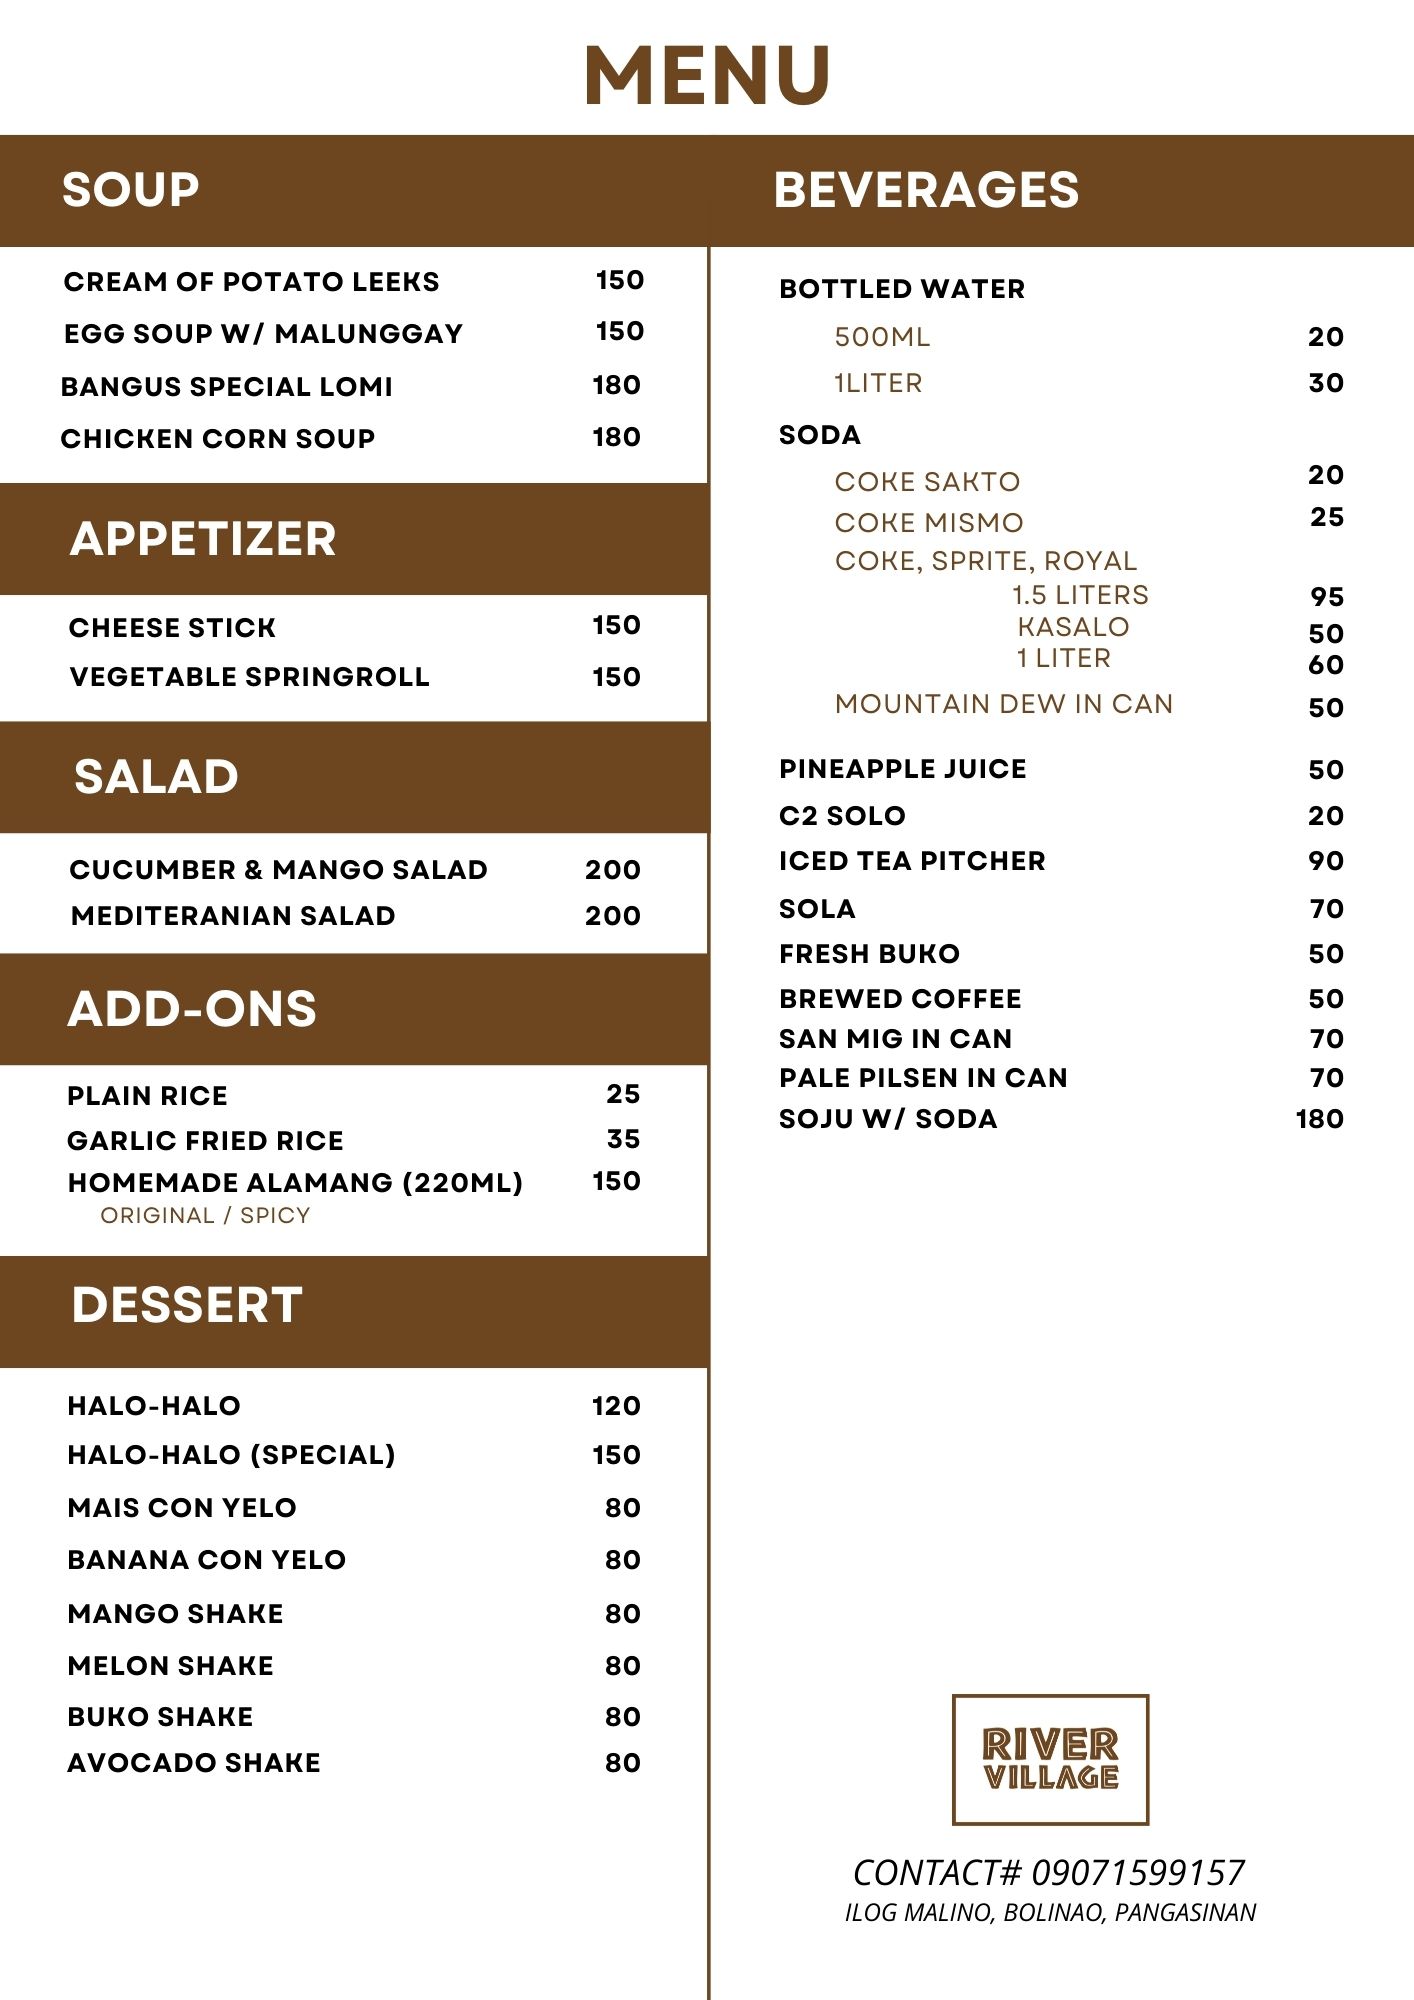 MENU
SOUP
CREAM OF POTATO LEEKS 150
EGG SOUP W/ MALUNGGAY 150
BANGUS SPECIAL LOMI 180
CHICKEN CORN SOUP 180
APPETIZER
CHEESE STICK 150
VEGETABLE SPRINGROLL 150
SALAD
CUCUMBER & MANGO SALAD 200
MEDITERANIAN SALAD 200
ADD-ONS
PLAIN RICE 25
GARLIC FRIED RICE 35
HOMEMADE ALAMANG (220ML) 150
ORIGINAL / SPICY
DESSERT
HALO-HALO 120
HALO-HALO (SPECIAL) 150
MAIS CON YELO 80
BANANA CON YELO 80
MANGO SHAKE 80
MELON SHAKE 80
BUKO SHAKE 80
AVOCADO SHAKE 80
BEVERAGES
BOTTLED WATER
500ML 20
1LITER 30
SODA
COKE SAKTO 20
COKE MISMO 25
COKE, SPRITE, ROYAL
1.5 LITERS 95
KASALO 50
1 LITER 60
MOUNTAIN DEW IN CAN 50
PINEAPPLE JUICE 50
C2 SOLO 20
ICED TEA PITCHER 90
SOLA 70
FRESH BUKO 50
BREWED COFFEE 50
SAN MIG IN CAN 70
PALE PILSEN IN CAN 70
SOJU W/ SODA 180
RIVER
VILLAGE
CONTACT# 09071599157
ILOG MALINO, BOLINAO, PANGASINAN